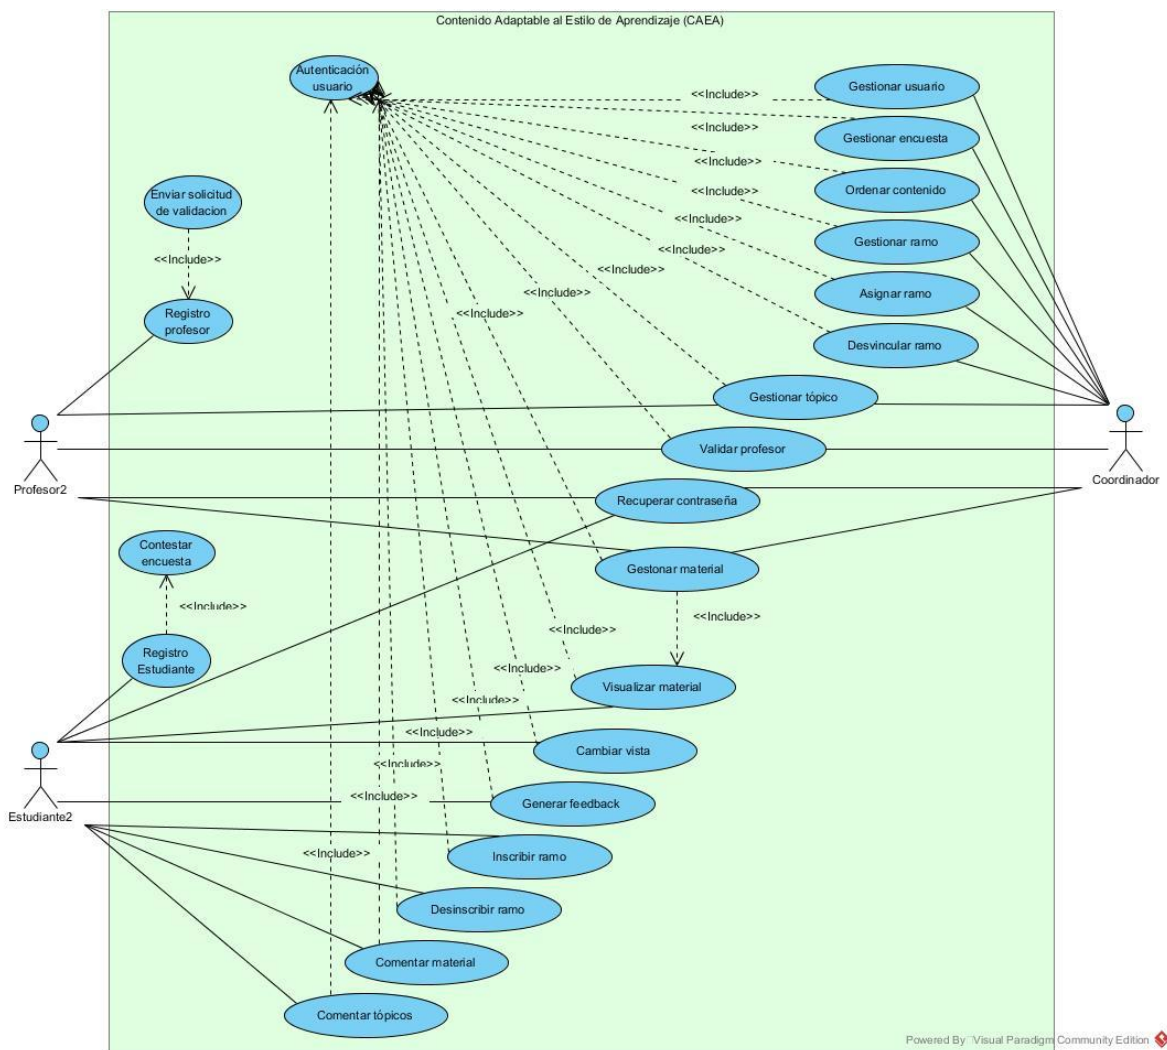 Contenido Adaptable al Estilo de Aprendizaje (CAEA)
Autenticación
usuario
Gestionar usuario
<<Include>>
Gestionar encuesta
<<Include>>
<<Include>>
Ordenar contenido
Enviar solicitud
de validacion
<<Include>>
Gestionar ramo
<<Include>>
<<Include>>
<<Include>>
<<Include>>
Asignar ramo
Registro
profesor
<<Include>>
<<Include>>
Desvincular ramo
Gestionar tópico
Validar profesor
Profesor2
Coordinador
Recuperar contraseña
Contestar
encuesta
Gestonar material
<<Include>>
<<Include>>
<<Include>>
Registro
Estudiante
<<Include>>
Visualizar material
<<Include>>
<<Include>>
Cambiar vista
<<Include>>
<<Include>>
Generar feedback
Estudiante2
<<Include>>
Inscribir ramo
Desinscribir ramo
Comentar material
Comentar tópicos
Powered By Visual Paradigm Community Edition